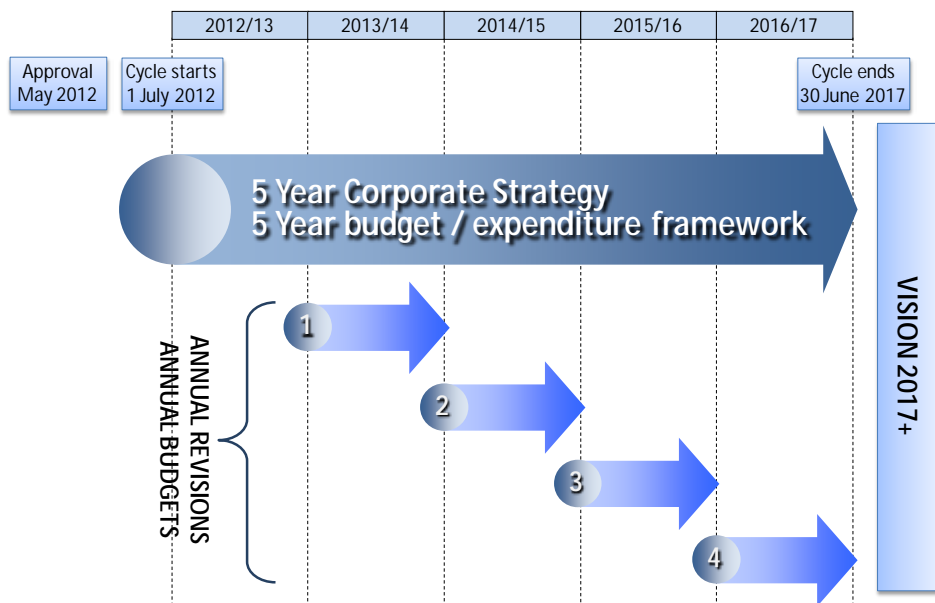 2012/13 2013/14 2014/15 2015/16 2016/17
Approval
May 2012
Cycle starts
1 July 2012
Cycle ends
30 June 2017
5 Year Corporate Strategy
5 Year budget / expenditure framework
VISION 2017+
ANNUAL REVISIONS
ANNUAL BUDGETS
1
2
3
4